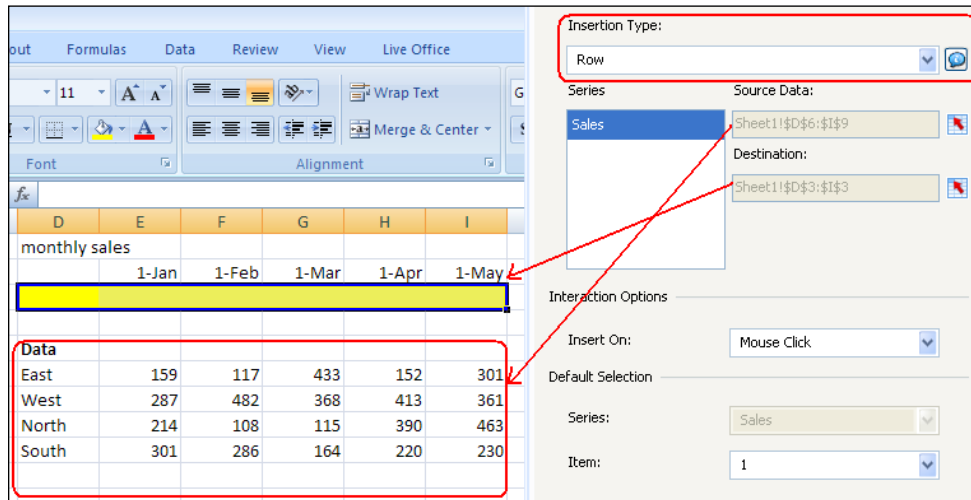 out Formulas Data Review View Live Office
11 A A Wrap Text G
A Merge & Center
Font Alignment
fx
D E F G H I
monthly sales
1-Jan 1-Feb 1-Mar 1-Apr 1-May
Data
East 159 117 433 152 301
West 287 482 368 413 361
North 214 108 115 390 463
South 301 286 164 220 230
Insertion Type:
Row
Series Source Data:
Sales Sheet1!$D$6:$I$9
Destination:
Sheet1!$D$3:$I$3
Interaction Options
Insert On: Mouse Click
Default Selection
Series: Sales
Item: 1